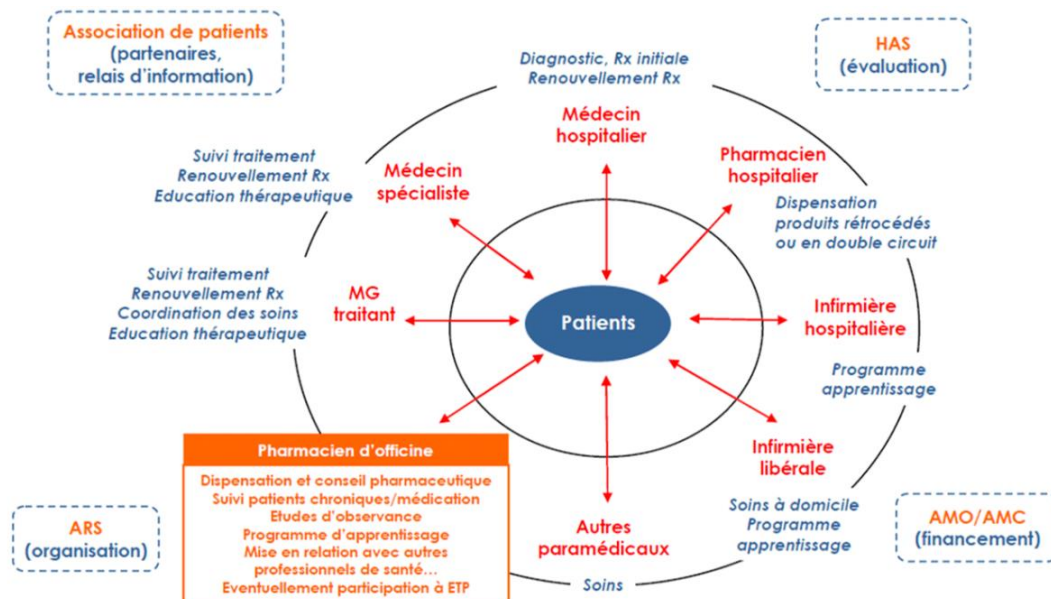 Association de patients
(partenaires,
relais d'information)
HAS
(évaluation)
Diagnostic, Rx initiale
Renouvellement Rx
Médecin
hospitalier
Pharmacien
hospitalier
Dispensation
produits rétrocédés
ou en double circuit
Suivi traitement
Renouvellement Rx
Education thérapeutique
Médecin
spécialiste
Suivi traitement
Renouvellement Rx
Coordination des soins
Education thérapeutique
MG
traitant
Patients
Infirmière
hospitalière
Programme
apprentissage
Pharmacien d'officine
Dispensation et conseil pharmaceutique
Suivi patients chroniques/médication
Etudes d'observance
Programme d'apprentissage
Mise en relation avec autres
professionnels de santé…
Eventuellement participation à ETP
Infirmière
libérale
Soins à domicile
Programme
apprentissage
Autres
paramédicaux
Soins
ARS
(organisation)
AMO/AMC
(financement)